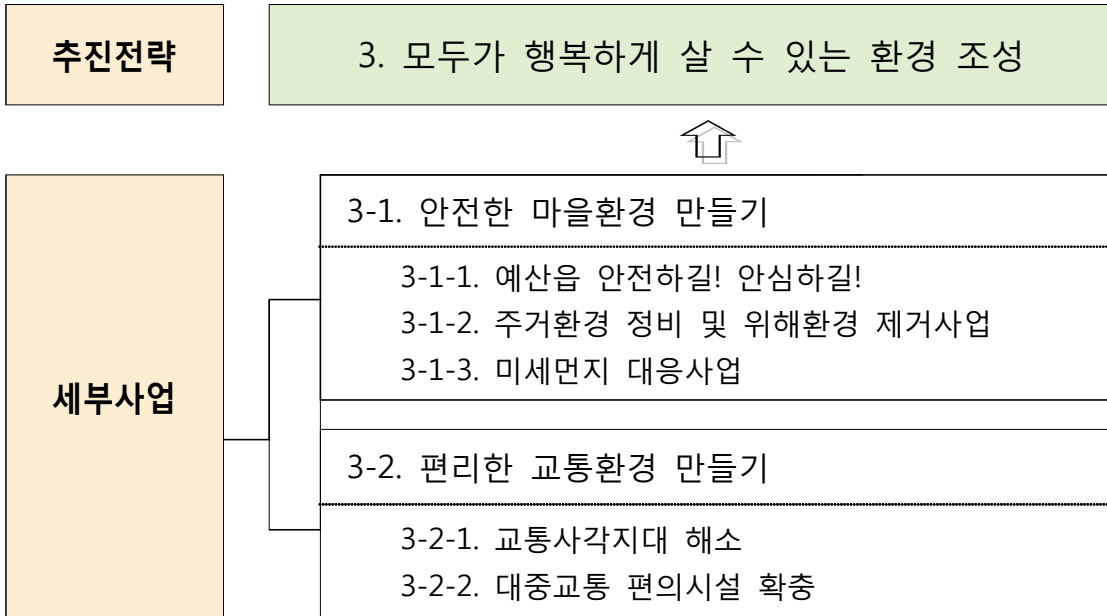 추진전략
3. 모두가 행복하게 살 수 있는 환경 조성
세부사업
3-1. 안전한 마을환경 만들기
3-1-1. 예산읍 안전하길! 안심하길!
3-1-2. 주거환경 정비 및 위해환경 제거사업
3-1-3. 미세먼지 대응사업
3-2. 편리한 교통환경 만들기
3-2-1. 교통사각지대 해소
3-2-2. 대중교통 편의시설 확충